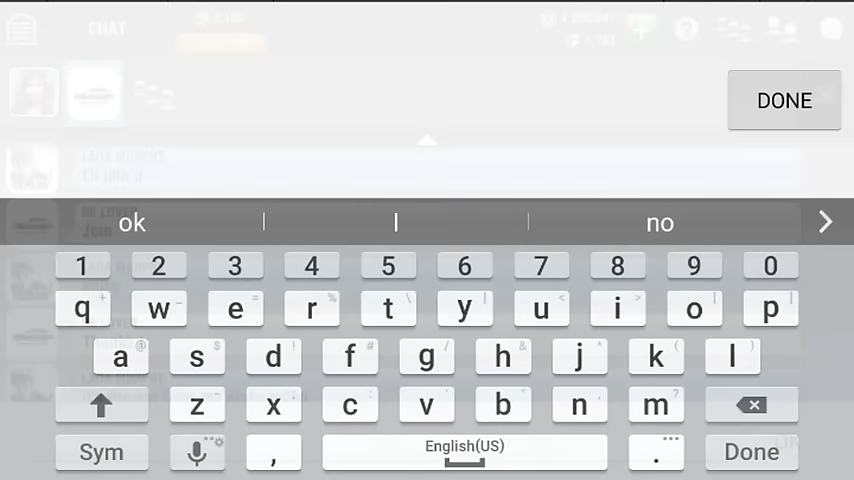 CHAT
DONE
ok I no
1 2 3 4 5 6 7 8 9 0
q w e r t y u i o p
a s d f g h j k l
z x c v b n m
Sym , English(US) . Done